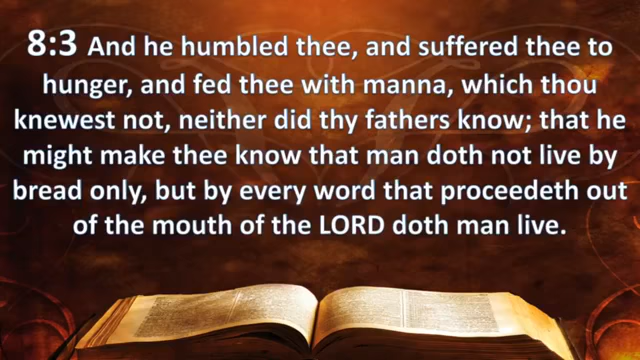 8:3 And he humbled thee, and suffered thee to
hunger, and fed thee with manna, which thou
knewest not, neither did thy fathers know; that he
might make thee know that man doth not live by
bread only, but by every word that proceedeth out
of the mouth of the LORD doth man live.